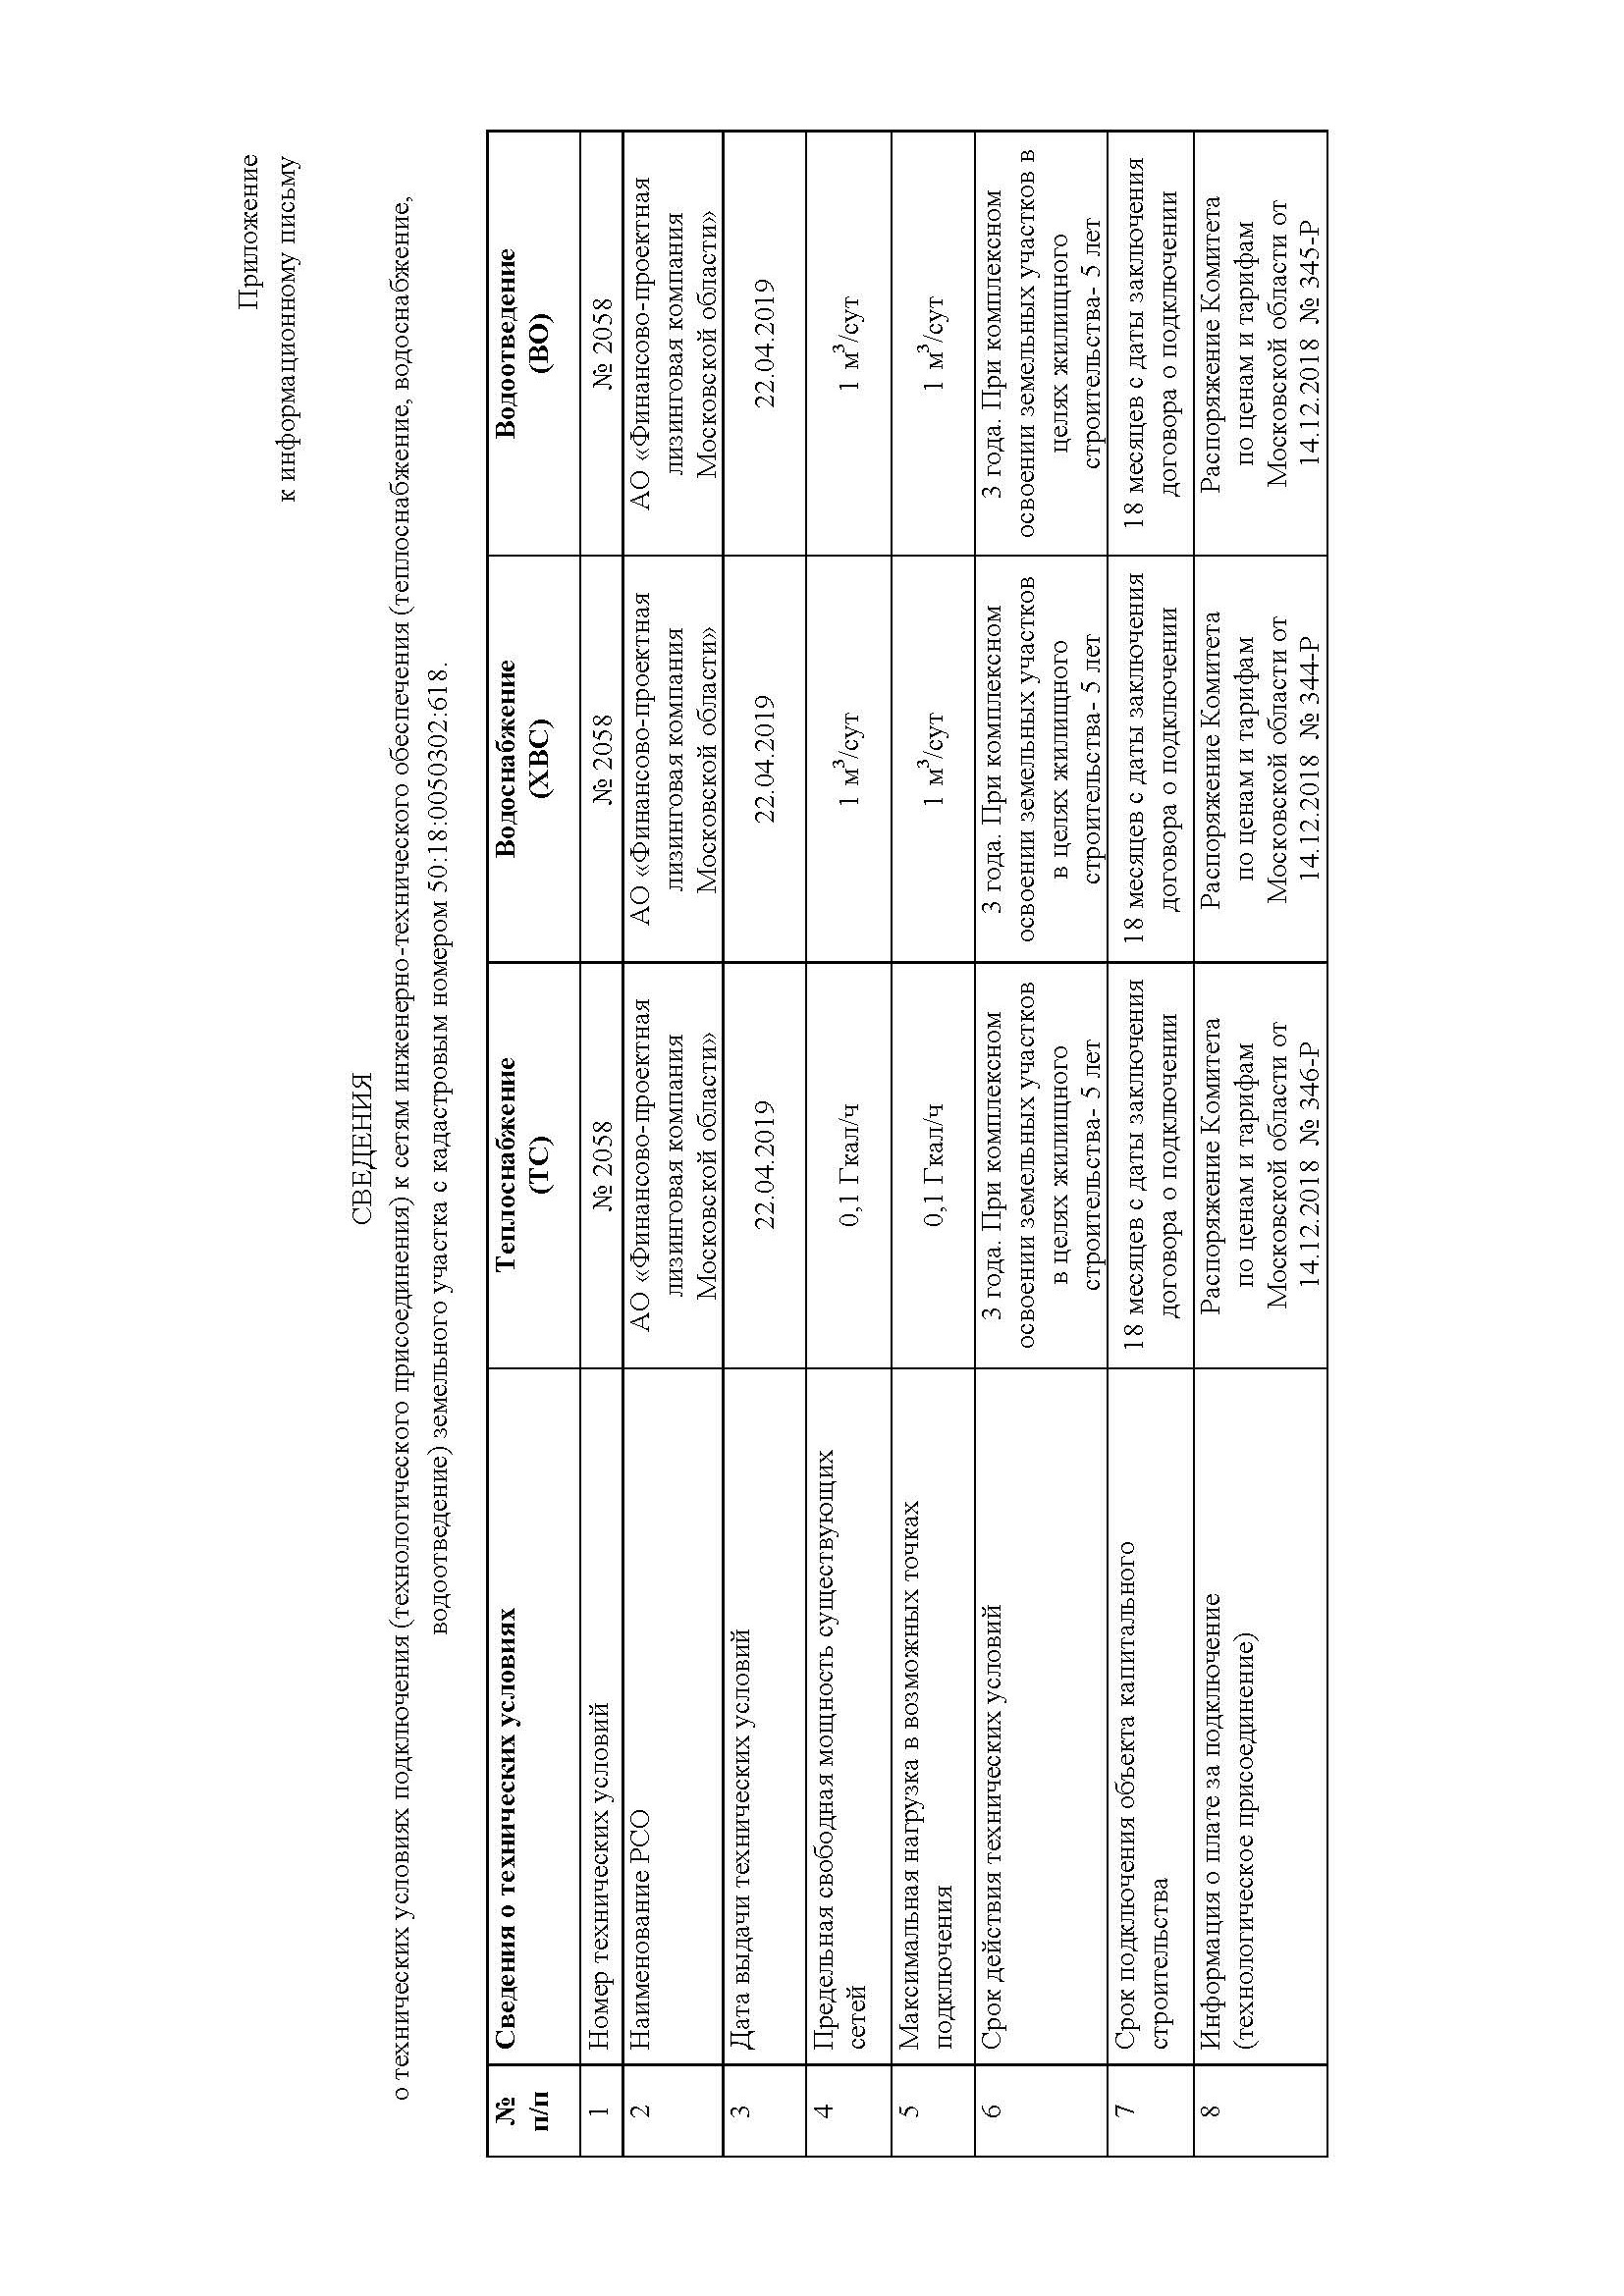 Приложение
к информационному письму
СВЕДЕНИЯ
о технических условиях подключения (технологического присоединения) к сетям инженерно-технического обеспечения (теплоснабжение, водоснабжение,
водоотведение) земельного участка с кадастровым номером 50:18:0050302:618.
№
п/п
Сведения о технических условиях
Теплоснабжение
(ТС)
Водоснабжение
(ХВС)
Водоотведение
(ВО)
1
Номер технических условий
№ 2058
№ 2058
№ 2058
2
Наименование РСО
АО «Финансово-проектная
лизинговая компания
Московской области»
АО «Финансово-проектная
лизинговая компания
Московской области»
АО «Финансово-проектная
лизинговая компания
Московской области»
3
Дата выдачи технических условий
22.04.2019
22.04.2019
22.04.2019
4
Предельная свободная мощность существующих
сетей
0,1 Гкал/ч
1 м³/сут
1 м³/сут
5
Максимальная нагрузка в возможных точках
подключения
0,1 Гкал/ч
1 м³/сут
1 м³/сут
6
Срок действия технических условий
3 года. При комплексном
освоении земельных участков
в целях жилищного
строительства- 5 лет
3 года. При комплексном
освоении земельных участков
в целях жилищного
строительства- 5 лет
3 года. При комплексном
освоении земельных участков в
целях жилищного
строительства- 5 лет
7
Срок подключения объекта капитального
строительства
18 месяцев с даты заключения
договора о подключении
18 месяцев с даты заключения
договора о подключении
18 месяцев с даты заключения
договора о подключении
8
Информация о плате за подключение
(технологическое присоединение)
Распоряжение Комитета
по ценам и тарифам
Московской области от
14.12.2018 № 346-Р
Распоряжение Комитета
по ценам и тарифам
Московской области от
14.12.2018 № 344-Р
Распоряжение Комитета
по ценам и тарифам
Московской области от
14.12.2018 № 345-Р